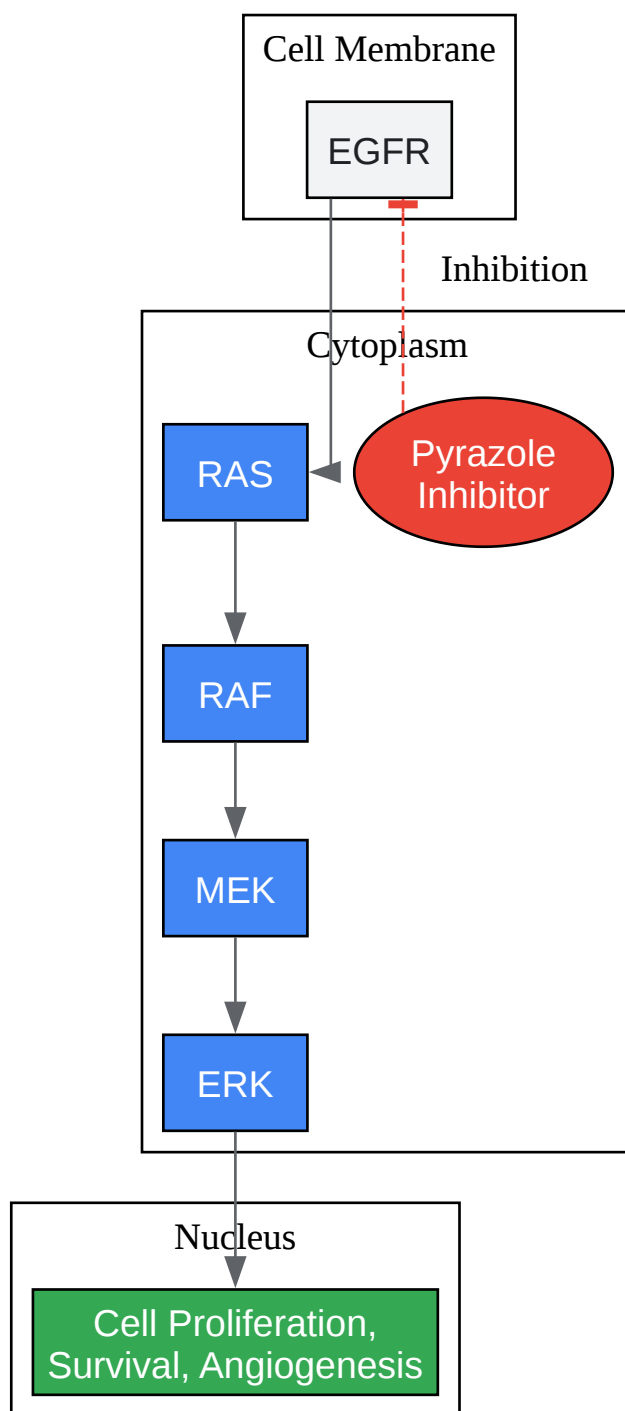 Cell Membrane
EGFR
Inhibition
Cytoplasm
RAS
Pyrazole
Inhibitor
RAF
MEK
ERK
Nucleus
Cell Proliferation,
Survival, Angiogenesis